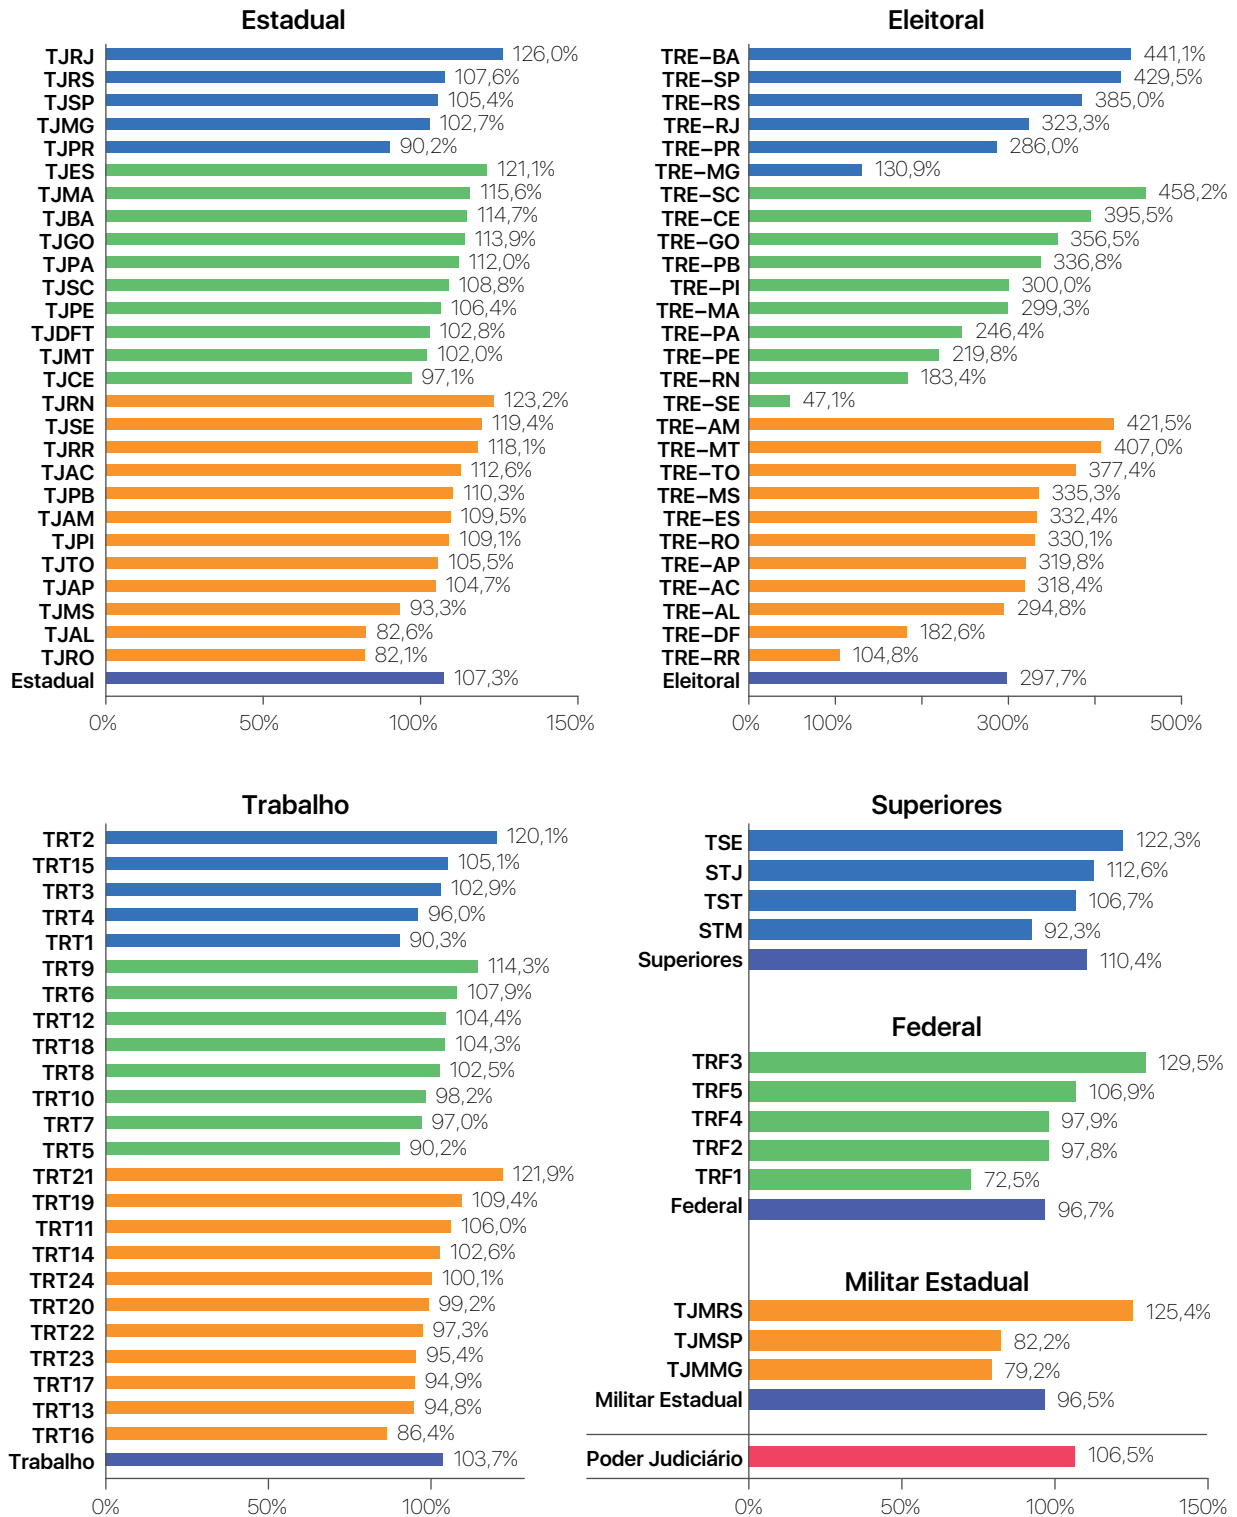 Estadual
TJRJ 126,0%
TJRS 107,6%
TJSP 105,4%
TJMG 102,7%
TJPR 90,2%
TJES 121,1%
TJMA 115,6%
TJBA 114,7%
TJGO 113,9%
TJPA 112,0%
TJSC 108,8%
TJPE 106,4%
TJDFT 102,8%
TJMT 102,0%
TJCE 97,1%
TJRN 123,2%
TJSE 119,4%
TJRR 118,1%
TJAC 112,6%
TJPB 110,3%
TJAM 109,5%
TJPI 109,1%
TJTO 105,5%
TJAP 104,7%
TJMS 93,3%
TJAL 82,6%
TJRO 82,1%
Estadual 107,3%
0% 50% 100% 150%
Eleitoral
TRE–BA 441,1%
TRE–SP 429,5%
TRE–RS 385,0%
TRE–RJ 323,3%
TRE–PR 286,0%
TRE–MG 130,9%
TRE–SC 458,2%
TRE–CE 395,5%
TRE–GO 356,5%
TRE–PB 336,8%
TRE–PI 300,0%
TRE–MA 299,3%
TRE–PA 246,4%
TRE–PE 219,8%
TRE–RN 183,4%
TRE–SE 47,1%
TRE–AM 421,5%
TRE–MT 407,0%
TRE–TO 377,4%
TRE–MS 335,3%
TRE–ES 332,4%
TRE–RO 330,1%
TRE–AP 319,8%
TRE–AC 318,4%
TRE–AL 294,8%
TRE–DF 182,6%
TRE–RR 104,8%
Eleitoral 297,7%
0% 100% 300% 500%
Trabalho
TRT2 120,1%
TRT15 105,1%
TRT3 102,9%
TRT4 96,0%
TRT1 90,3%
TRT9 114,3%
TRT6 107,9%
TRT12 104,4%
TRT18 104,3%
TRT8 102,5%
TRT10 98,2%
TRT7 97,0%
TRT5 90,2%
TRT21 121,9%
TRT19 109,4%
TRT11 106,0%
TRT14 102,6%
TRT24 100,1%
TRT20 99,2%
TRT22 97,3%
TRT23 95,4%
TRT17 94,9%
TRT13 94,8%
TRT16 86,4%
Trabalho 103,7%
0% 50% 100%
Superiores
TSE 122,3%
STJ 112,6%
TST 106,7%
STM 92,3%
Superiores 110,4%
Federal
TRF3 129,5%
TRF5 106,9%
TRF4 97,9%
TRF2 97,8%
TRF1 72,5%
Federal 96,7%
Militar Estadual
TJMRS 125,4%
TJMSP 82,2%
TJMMG 79,2%
Militar Estadual 96,5%
Poder Judiciário 106,5%
0% 50% 100% 150%